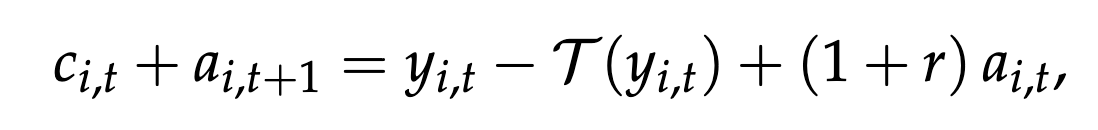 c_{i,t} + a_{i,t+1} = y_{i,t} − 𝒯(y_{i,t}) + (1 + r) a_{i,t},